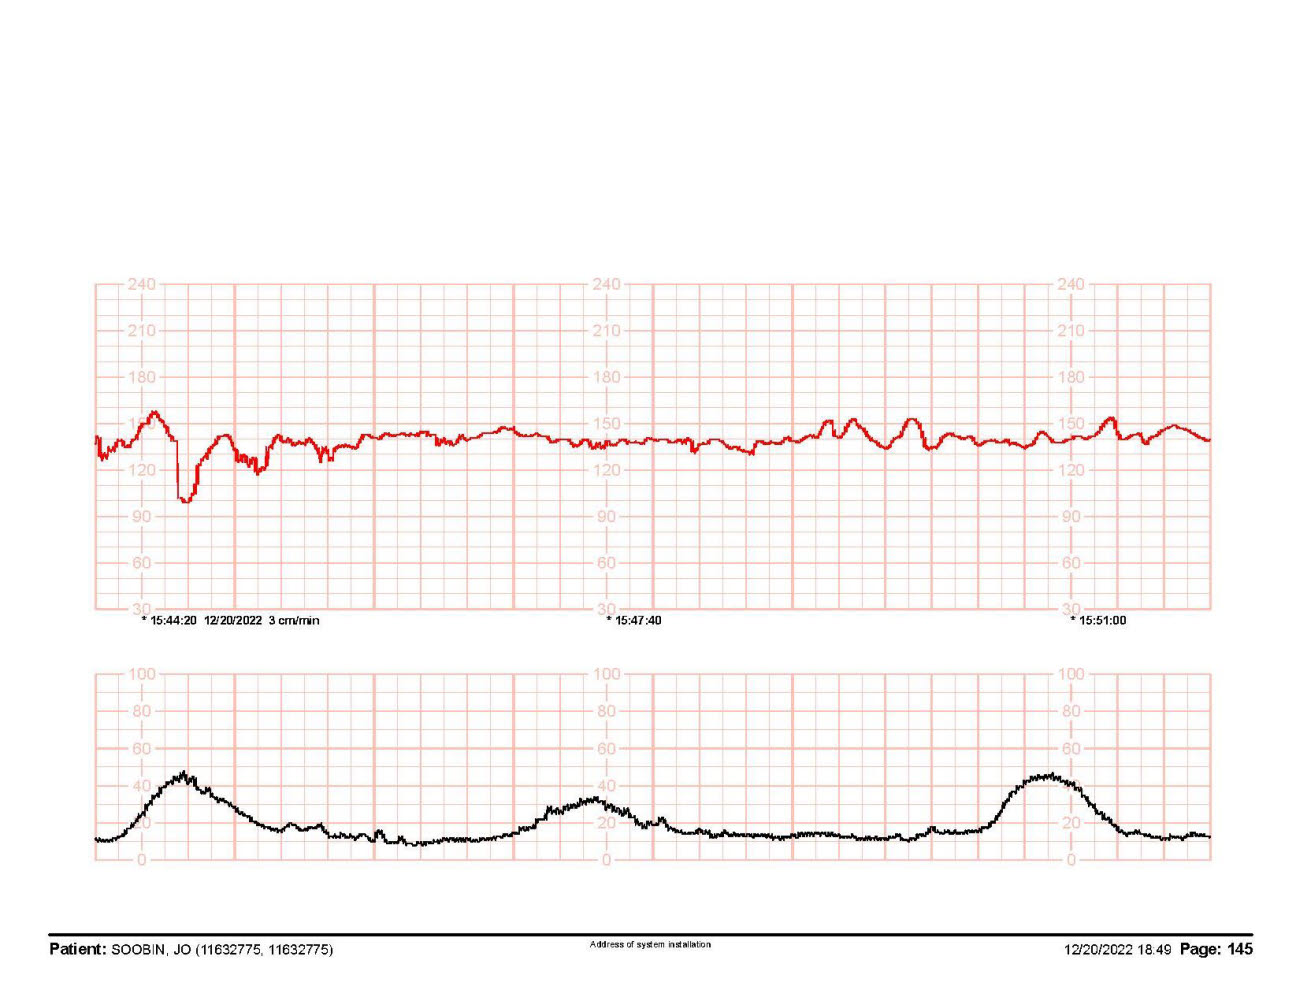 240 240 240
210 210 210
180 180 180
150 150 150
120 120 120
90 90 90
60 60 60
30 30 30
* 15:44:20 12/20/2022 3 cm/min * 15:47:40 * 15:51:00
100 100 100
80 80 80
60 60 60
40 40 40
20 20 20
0 0 0
Patient: SOOBIN, JO (11632775, 11632775) Address of system installation 12/20/2022 18:49 Page: 145